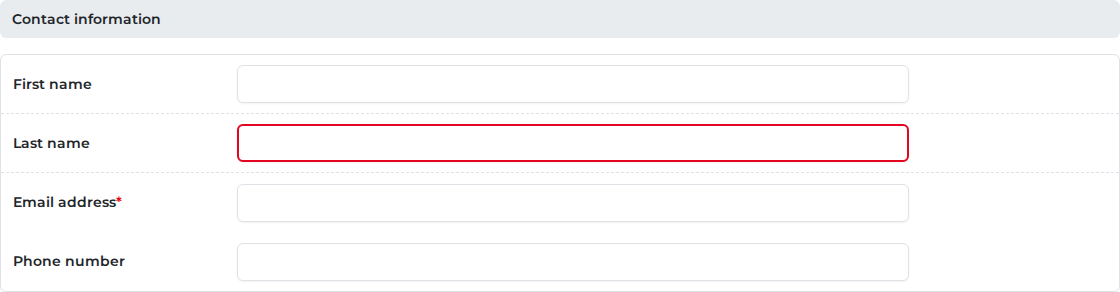 Contact information
First name
Last name
Email address*
Phone number